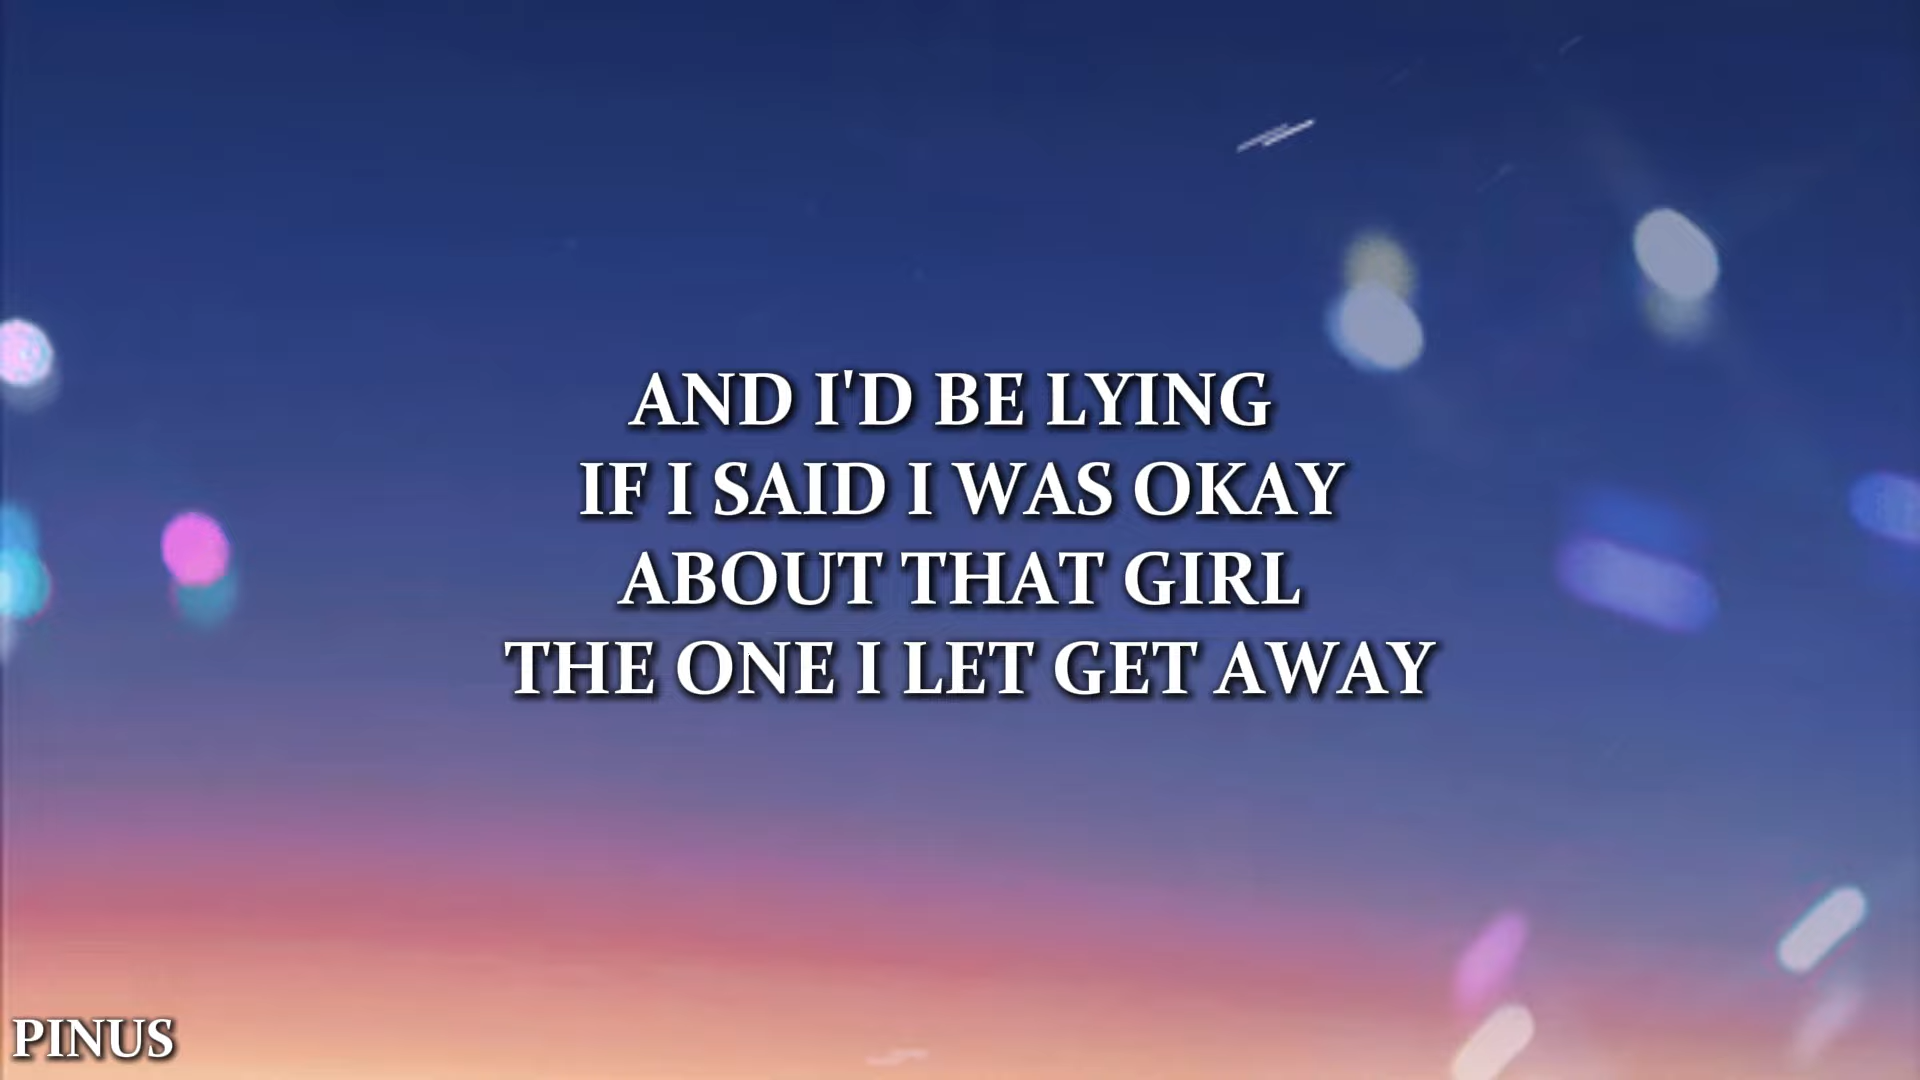 AND I'D BE LYING
IF I SAID I WAS OKAY
ABOUT THAT GIRL
THE ONE I LET GET AWAY
PINUS